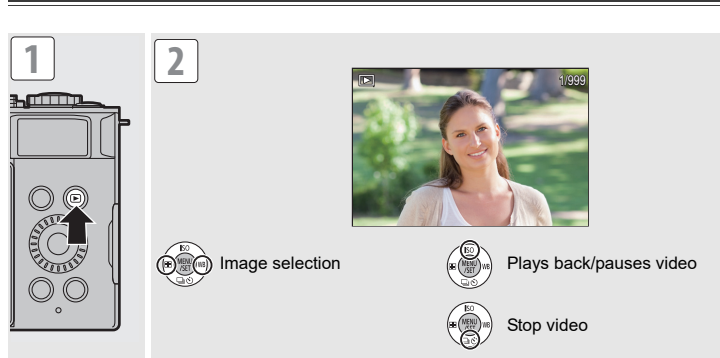 1
2
1/999
ISO
MENU
/SET
WB
Image selection
ISO
MENU
/SET
WB
Plays back/pauses video
ISO
MENU
/SET
WB
Stop video